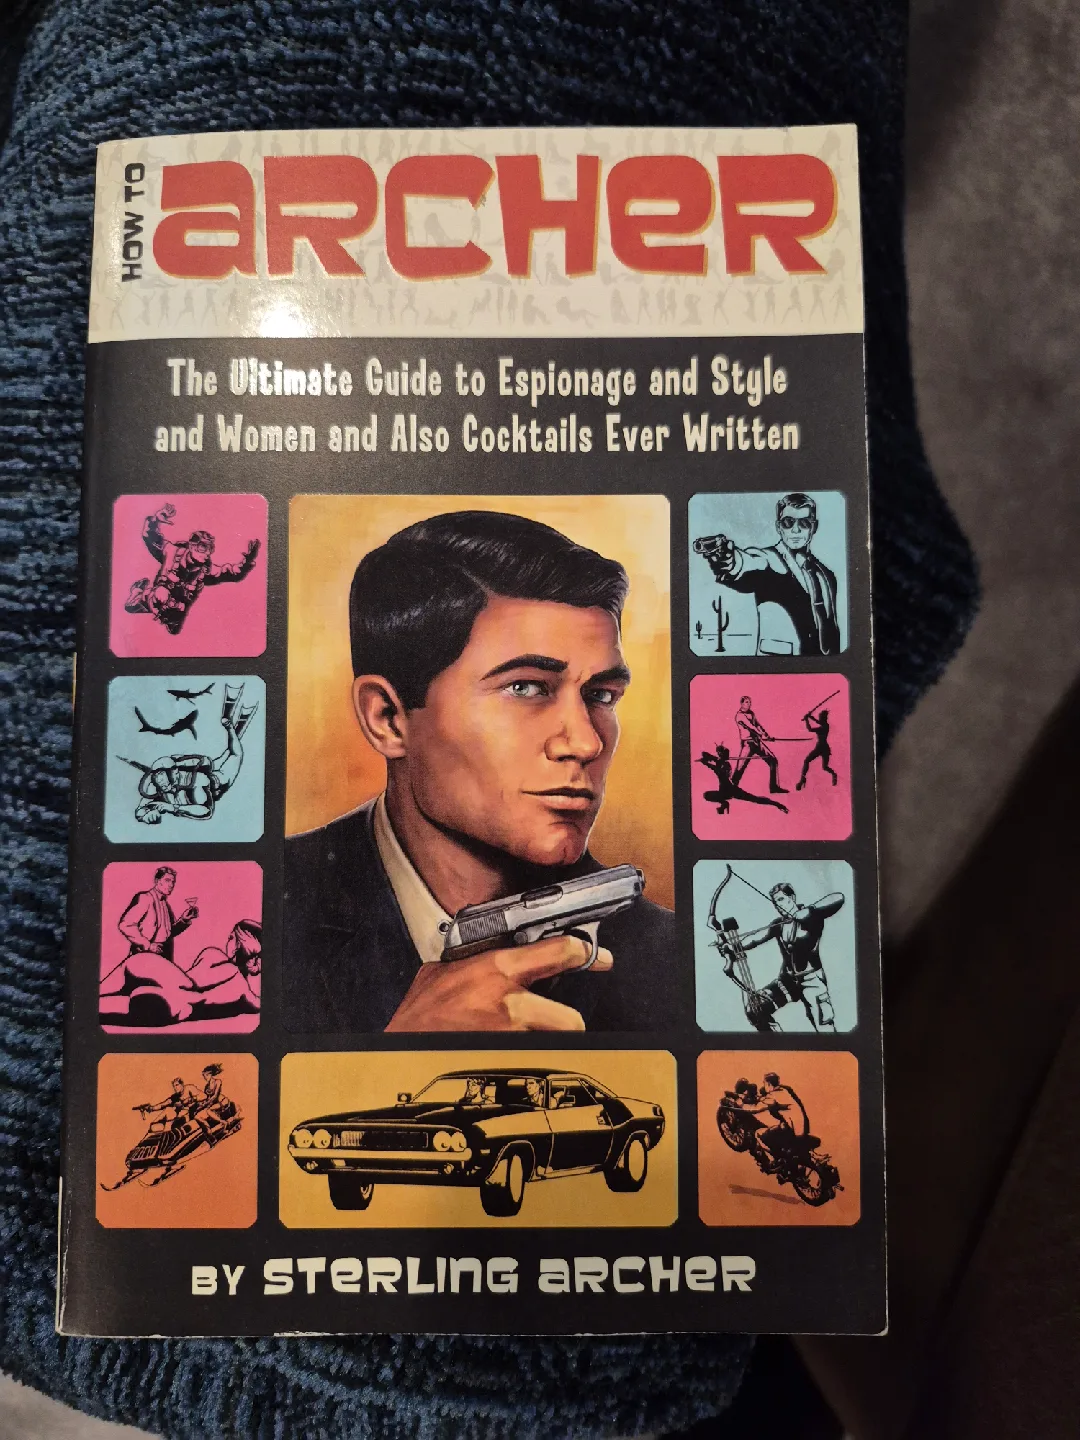 HOW TO
ARCHER
The Ultimate Guide to Espionage and Style
and Women and Also Cocktails Ever Written
BY STERLING ARCHER